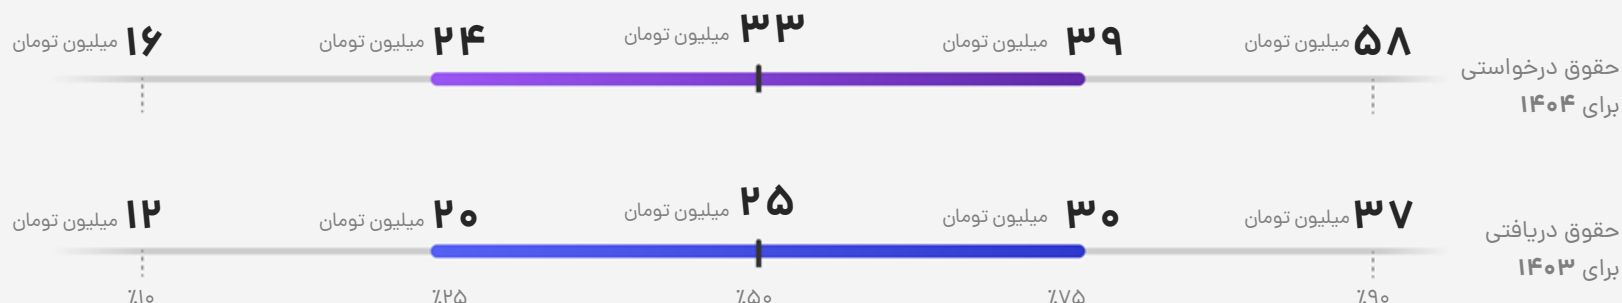 حقوق درخواستی
برای ۱۴۰۴
۵۸ میلیون تومان
۳۹ میلیون تومان
۳۳ میلیون تومان
۲۴ میلیون تومان
۱۶ میلیون تومان
حقوق دریافتی
برای ۱۴۰۳
۳۷ میلیون تومان
۳۰ میلیون تومان
۲۵ میلیون تومان
۲۰ میلیون تومان
۱۲ میلیون تومان
٪۹۰
٪۷۵
٪۵۰
٪۲۵
٪۱۰